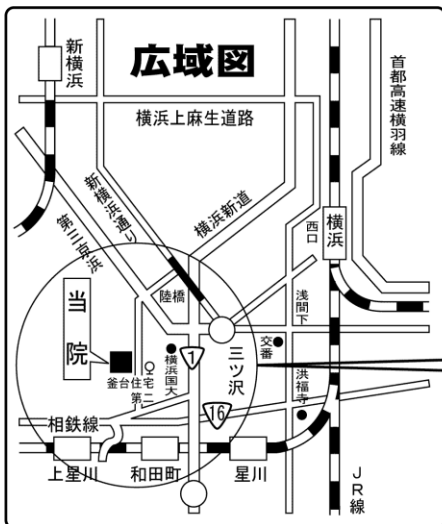 広域図
新横浜
首都高速横羽線
横浜上麻生道路
新横浜通り
横浜新道
第三京浜
西口
横浜
陸橋
浅間下
当院
釜台住宅第二
横浜国大
1
三ツ沢
交番
洪福寺
16
相鉄線
上星川
和田町
星川
JR線